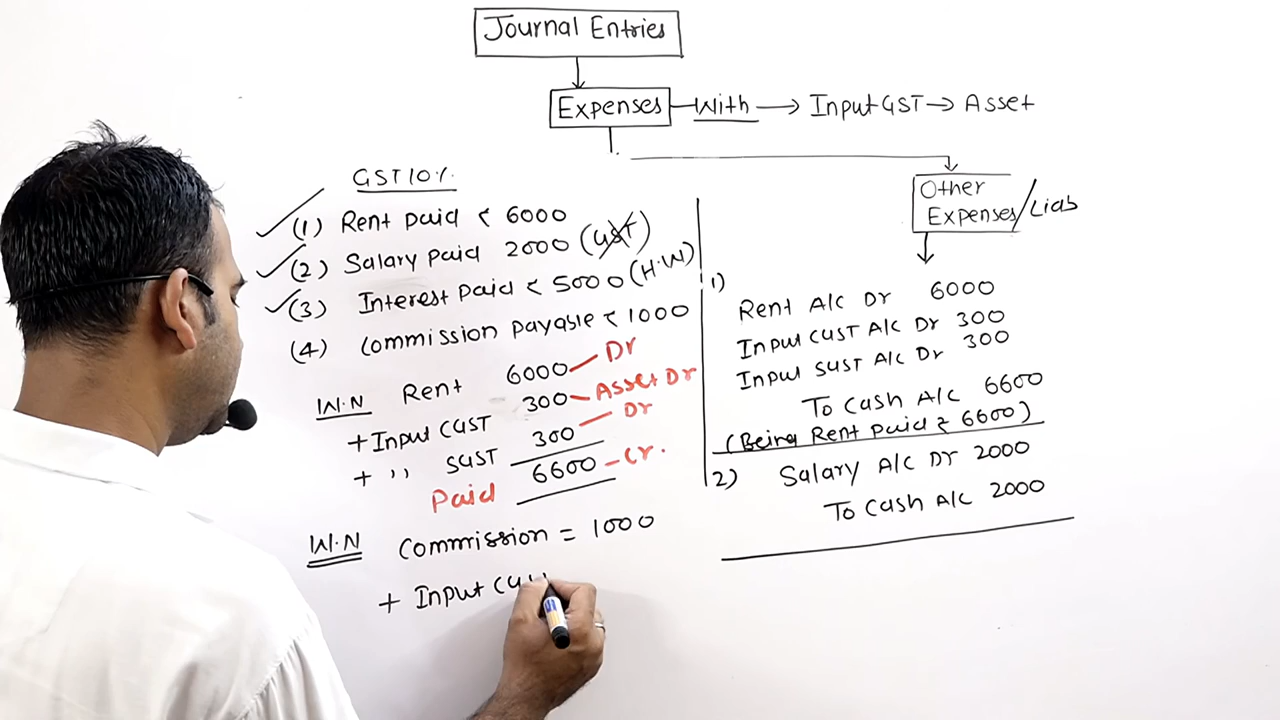 Journal Entries
Expenses With → Input GST → Asset
GST 10%
(1) Rent paid ₹ 6000
(2) Salary paid 2000 (GST)
(3) Interest paid ₹ 5000 (H.W)
(4) Commission payable ₹ 1000
W.N Rent 6000 Dr
+ Input CGST 300 Asset Dr
+ ,, SGST 300 Dr
Paid 6600 Cr.
W.N Commission = 1000
+ Input CG
Other
Expenses / Liab
1)
Rent A/c Dr 6000
Input CGST A/c Dr 300
Input SGST A/c Dr 300
To Cash A/c 6600
(Being Rent paid ₹ 6600)
2) Salary A/c Dr 2000
To Cash A/c 2000